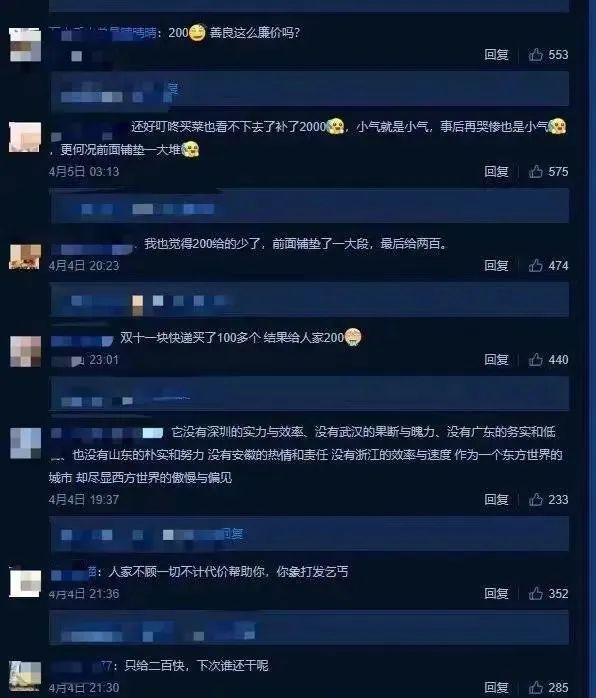 晴晴: 200 善良这么廉价吗?
回复 553
复
还好叮咚买菜也看不下去了补了2000，小气就是小气，事后再哭惨也是小气
，更何况前面铺垫一大堆
4月5日 03:13 回复 575
我也觉得200给的少了，前面铺垫了一大段，最后给两百。
4月4日 20:23 回复 474
双十一块快递买了100多个 结果给人家200
23:01 回复 440
它没有深圳的实力与效率、没有武汉的果断与魄力、没有广东的务实和低
、也没有山东的朴实和努力 没有安徽的热情和责任 没有浙江的效率与速度 作为一个东方世界的
城市 却尽显西方世界的傲慢与偏见
4月4日 19:37 回复 233
回复
: 人家不顾一切不计代价帮助你，你象打发乞丐
4月4日 21:36 回复 352
7: 只给二百快，下次谁还干呢
4月4日 21:30 回复 285